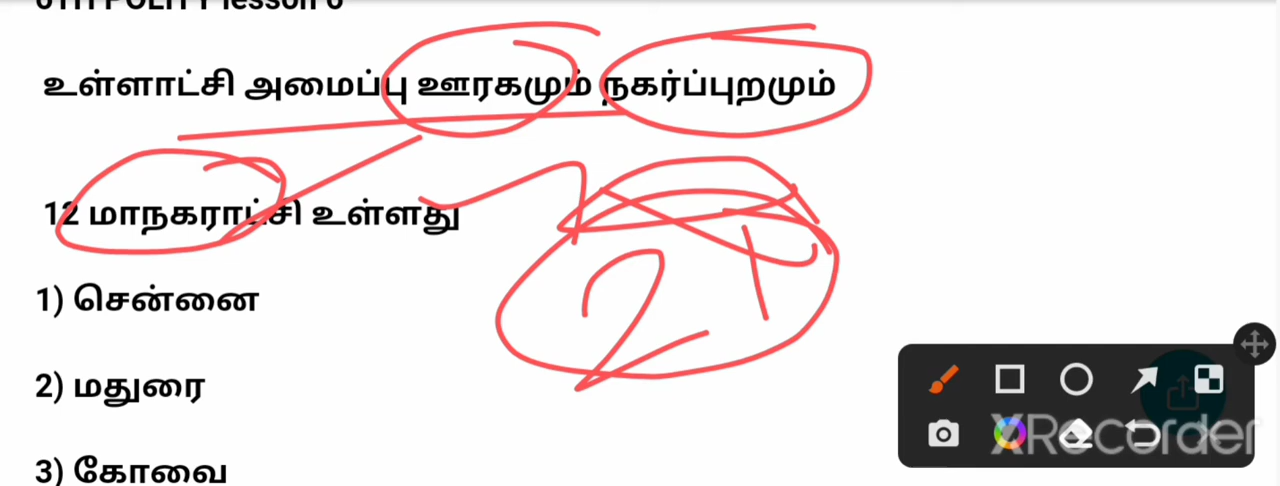 6TH POLITY lesson 6
உள்ளாட்சி அமைப்பு ஊரகமும் நகர்ப்புறமும்
12 மாநகராட்சி உள்ளது
21
1) சென்னை
2) மதுரை
3) கோவை
XRecorder